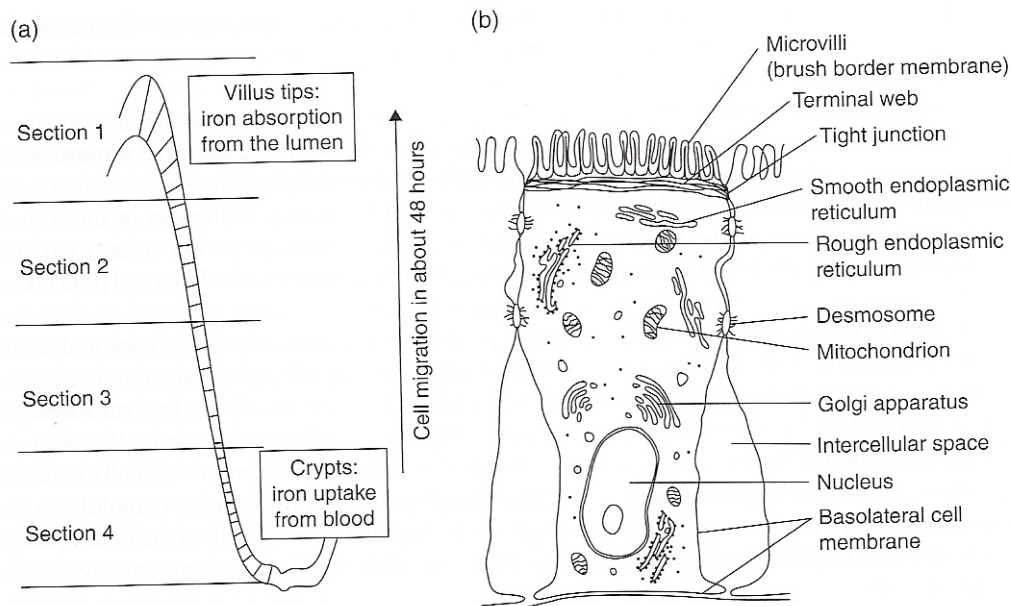 (a)
Section 1
Section 2
Section 3
Section 4
Villus tips:
iron absorption
from the lumen
Crypts:
iron uptake
from blood
Cell migration in about 48 hours
(b)
Microvilli
(brush border membrane)
Terminal web
Tight junction
Smooth endoplasmic
reticulum
Rough endoplasmic
reticulum
Desmosome
Mitochondrion
Golgi apparatus
Intercellular space
Nucleus
Basolateral cell
membrane